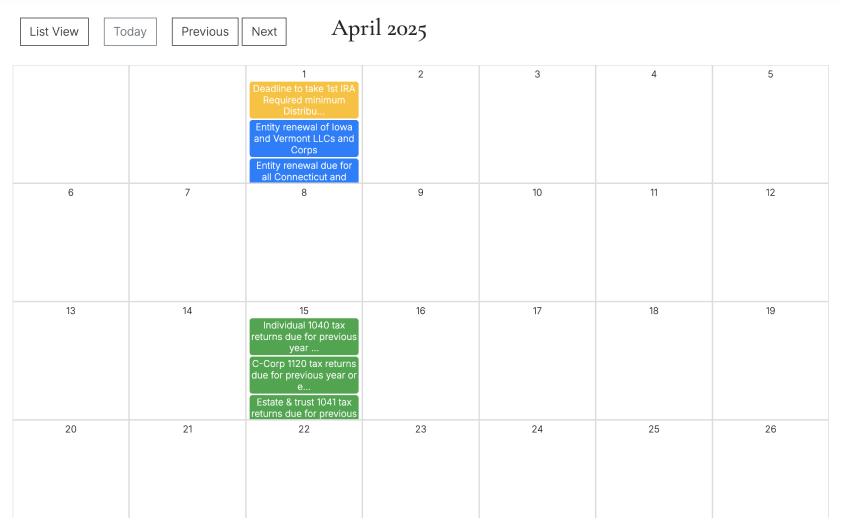 List View
Today
Previous
Next
April 2025
1
2
3
4
5
Deadline to take 1st IRA
Required minimum
Distribu...
Entity renewal of Iowa
and Vermont LLCs and
Corps
Entity renewal due for
all Connecticut and
6
7
8
9
10
11
12
13
14
15
16
17
18
19
Individual 1040 tax
returns due for previous
year ...
C-Corp 1120 tax returns
due for previous year or
e...
Estate & trust 1041 tax
returns due for previous
20
21
22
23
24
25
26